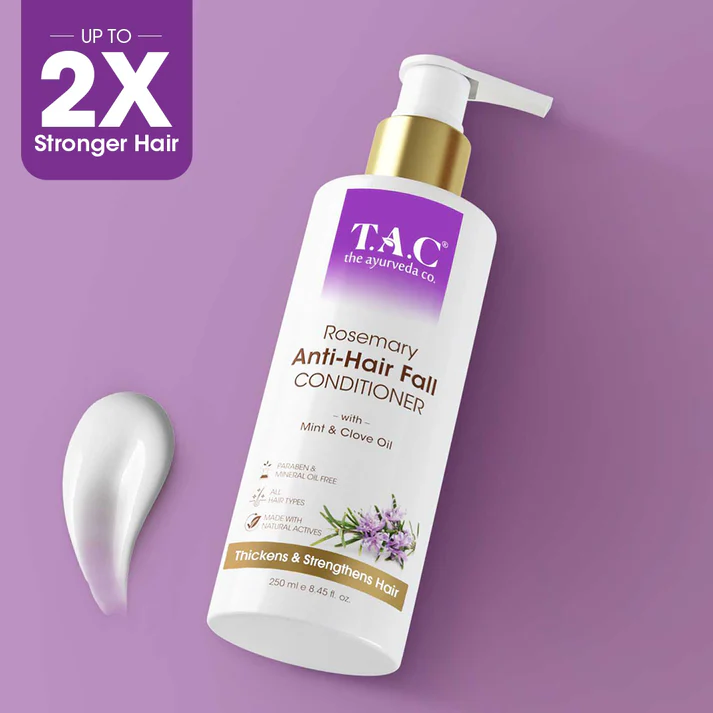 UP TO
2X
Stronger Hair
T.A.C®
the ayurveda co.
Rosemary
Anti-Hair Fall
CONDITIONER
- with -
Mint & Clove Oil
PARABEN &
MINERAL OIL FREE
ALL
HAIR TYPES
MADE WITH
NATURAL ACTIVES
Thickens & Strengthens Hair
250 ml e 8.45 fl. oz.